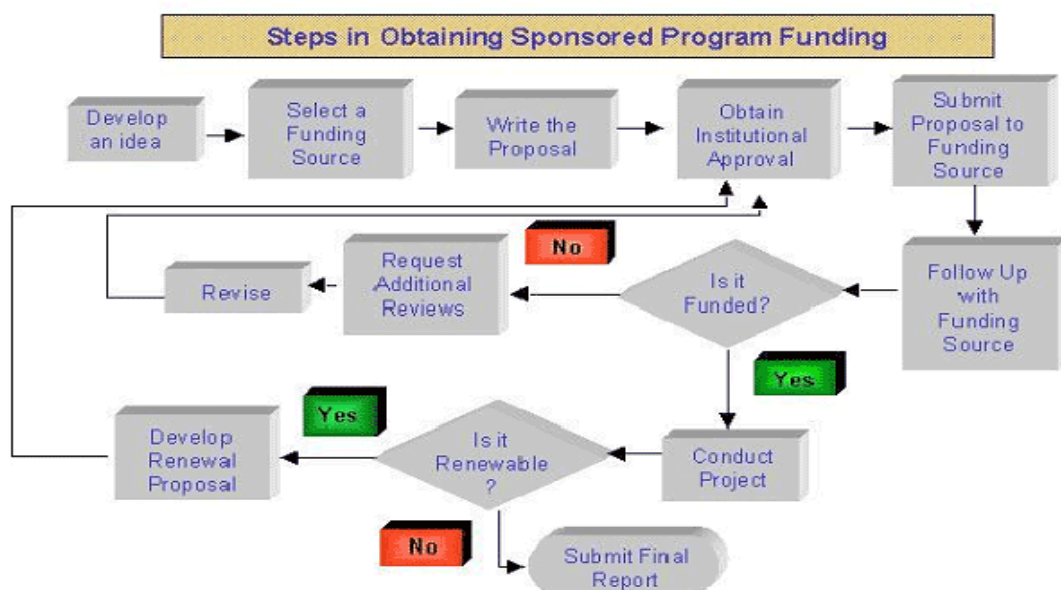 Steps in Obtaining Sponsored Program Funding
Develop
an idea
Select a
Funding
Source
Write the
Proposal
Obtain
Institutional
Approval
Submit
Proposal to
Funding
Source
Revise
Request
Additional
Reviews
No
Is it
Funded?
Follow Up
with
Funding
Source
Yes
Develop
Renewal
Proposal
Yes
Is it
Renewable
?
Conduct
Project
No
Submit Final
Report